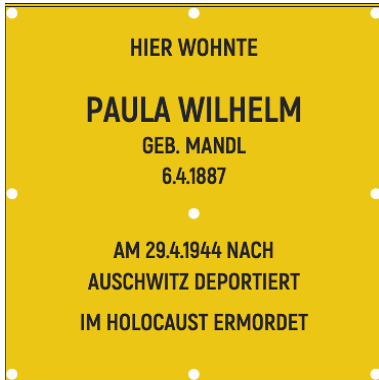 HIER WOHNTE
PAULA WILHELM
GEB. MANDL
6.4.1887
AM 29.4.1944 NACH
AUSCHWITZ DEPORTIERT
IM HOLOCAUST ERMORDET